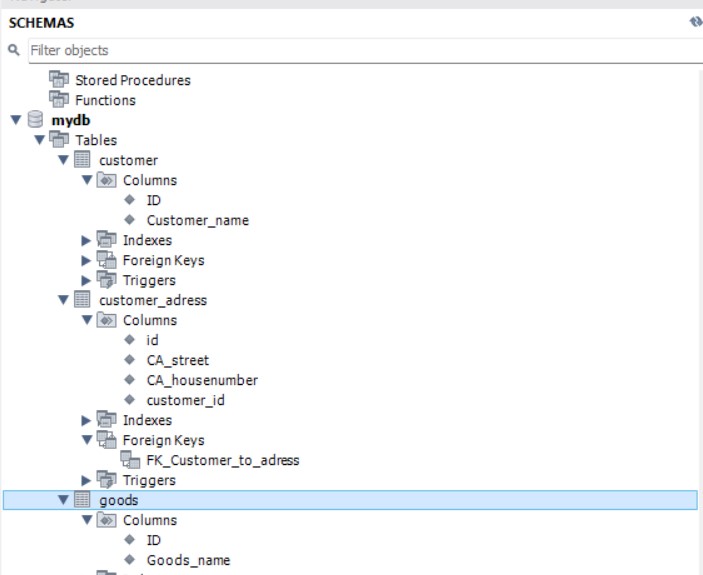 SCHEMAS
Filter objects
Stored Procedures
Functions
mydb
Tables
customer
Columns
ID
Customer_name
Indexes
Foreign Keys
Triggers
customer_adress
Columns
id
CA_street
CA_housenumber
customer_id
Indexes
Foreign Keys
FK_Customer_to_adress
Triggers
goods
Columns
ID
Goods_name